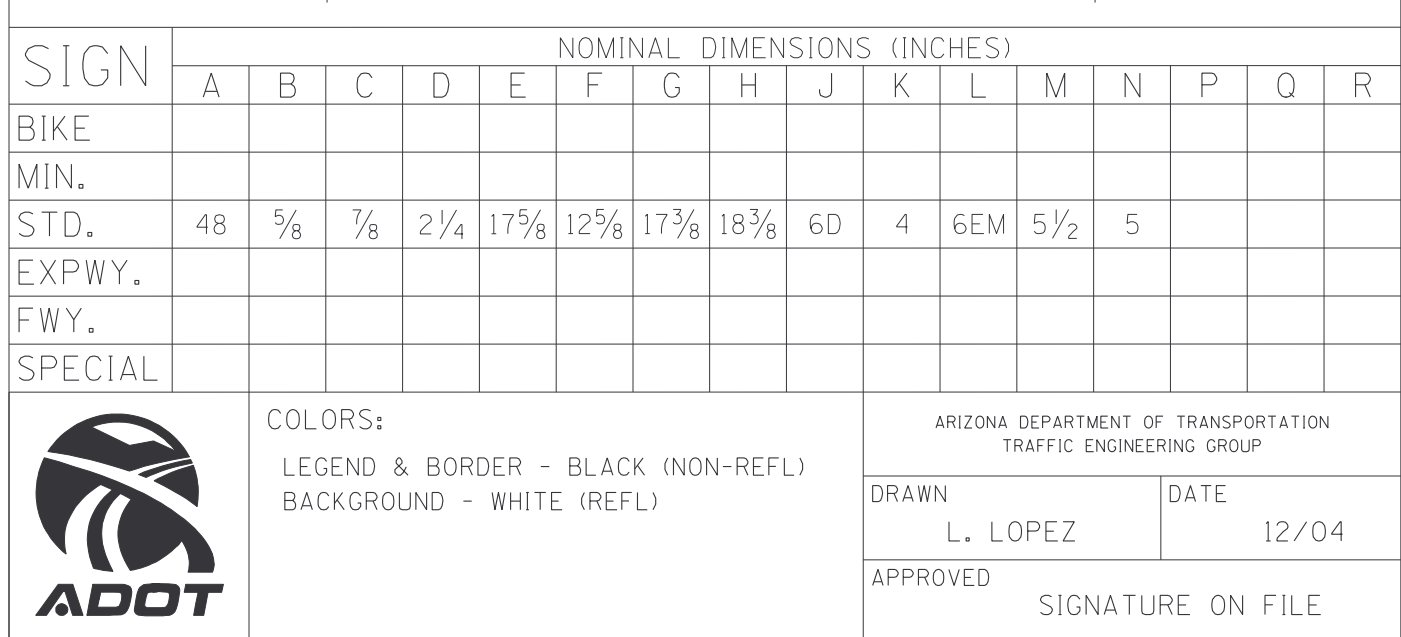 SIGN
NOMINAL DIMENSIONS (INCHES)
A B C D E F G H J K L M N P Q R
BIKE
MIN.
STD. 48 5/8 7/8 2 1/4 17 5/8 12 5/8 17 3/8 18 3/8 6D 4 6EM 5 1/2 5
EXPWY.
FWY.
SPECIAL
ADOT
COLORS:
LEGEND & BORDER - BLACK (NON-REFL)
BACKGROUND - WHITE (REFL)
ARIZONA DEPARTMENT OF TRANSPORTATION
TRAFFIC ENGINEERING GROUP
DRAWN
L. LOPEZ
DATE
12/04
APPROVED
SIGNATURE ON FILE